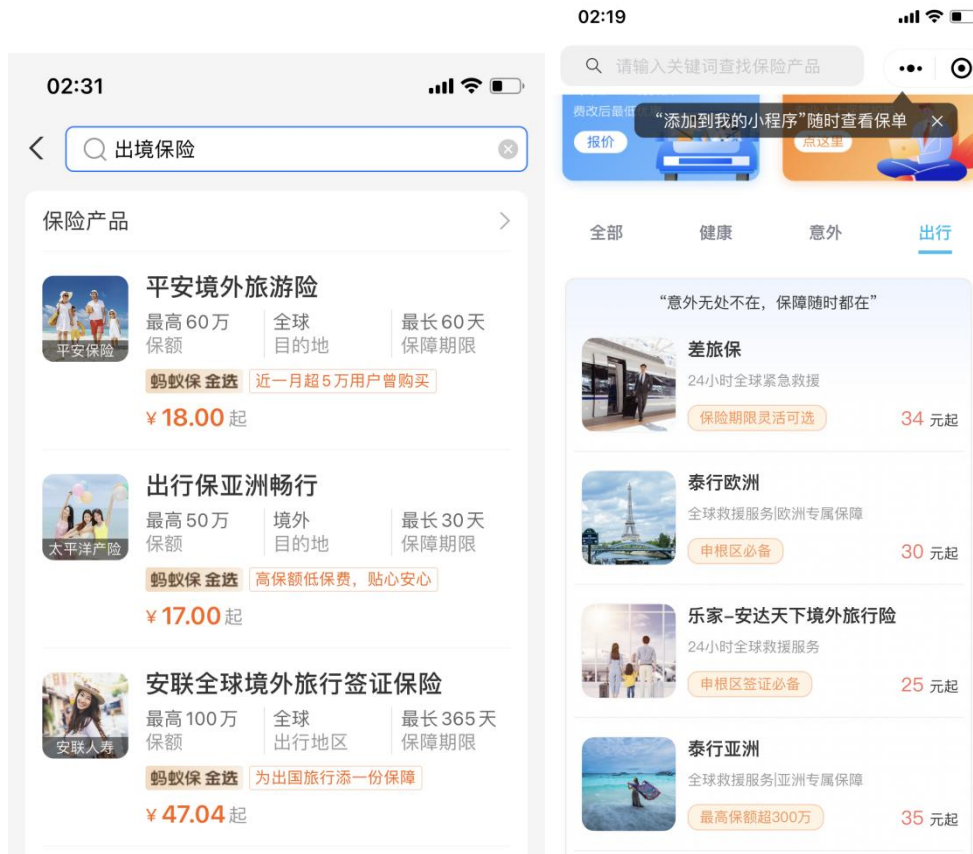 02:31
出境保险
保险产品
平安境外旅游险
最高60万 全球 最长60天
保额 目的地 保障期限
平安保险
蚂蚁保 金选 近一月超5万用户曾购买
¥ 18.00 起
出行保亚洲畅行
最高50万 境外 最长30天
保额 目的地 保障期限
太平洋产险
蚂蚁保 金选 高保额低保费，贴心安心
¥ 17.00 起
安联全球境外旅行签证保险
最高100万 全球 最长365天
保额 出行地区 保障期限
安联人寿
蚂蚁保 金选 为出国旅行添一份保障
¥ 47.04 起
02:19
请输入关键词查找保险产品
费改后最低
“添加到我的小程序”随时查看保单
报价
点这里
全部 健康 意外 出行
“意外无处不在，保障随时都在”
差旅保
24小时全球紧急救援
保险期限灵活可选 34 元起
泰行欧洲
全球救援服务|欧洲专属保障
申根区必备 30 元起
乐家-安达天下境外旅行险
24小时全球救援服务
申根区签证必备 25 元起
泰行亚洲
全球救援服务|亚洲专属保障
最高保额超300万 35 元起